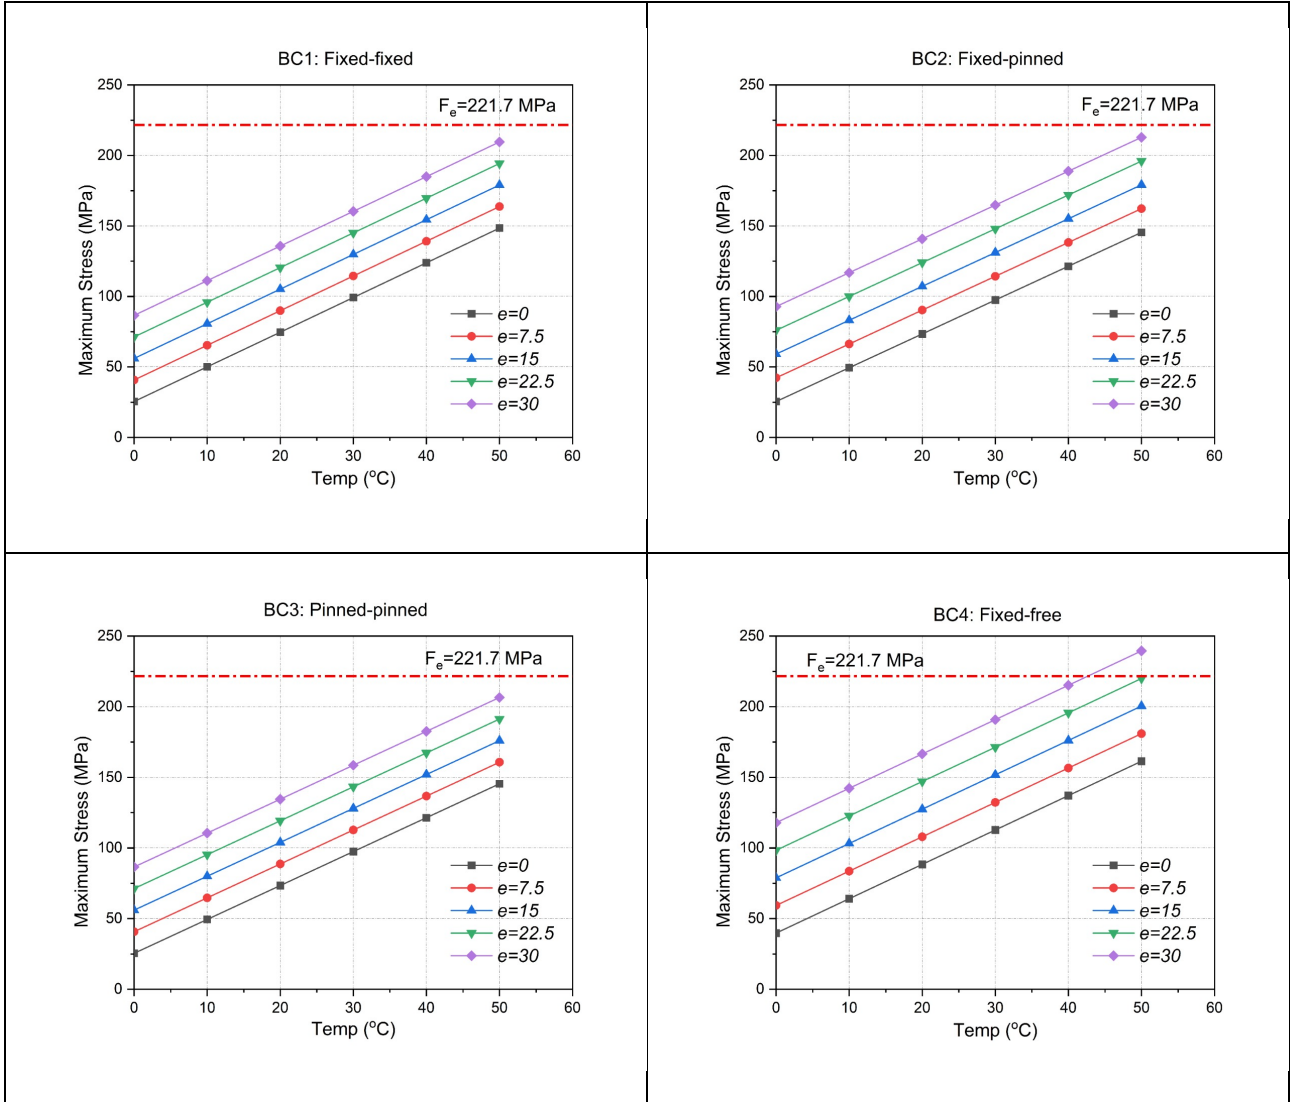 BC1: Fixed-fixed
250
200
150
100
50
0
Maximum Stress (MPa)
Fe=221.7 MPa
e=0
e=7.5
e=15
e=22.5
e=30
0 10 20 30 40 50 60
Temp (oC)
BC2: Fixed-pinned
250
200
150
100
50
0
Maximum Stress (MPa)
Fe=221.7 MPa
e=0
e=7.5
e=15
e=22.5
e=30
0 10 20 30 40 50 60
Temp (oC)
BC3: Pinned-pinned
250
200
150
100
50
0
Maximum Stress (MPa)
Fe=221.7 MPa
e=0
e=7.5
e=15
e=22.5
e=30
0 10 20 30 40 50 60
Temp (oC)
BC4: Fixed-free
250
200
150
100
50
0
Maximum Stress (MPa)
Fe=221.7 MPa
e=0
e=7.5
e=15
e=22.5
e=30
0 10 20 30 40 50 60
Temp (oC)